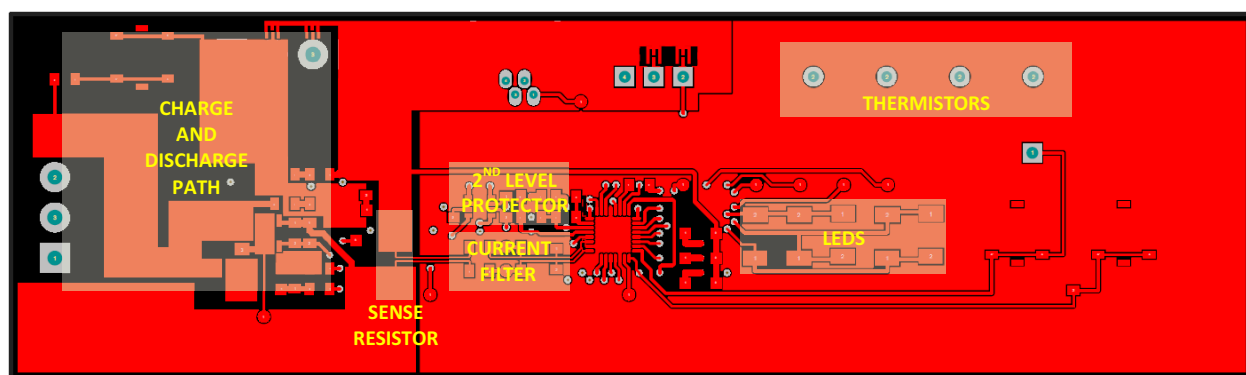 CHARGE
AND
DISCHARGE
PATH
THERMISTORS
2ND LEVEL
PROTECTOR
CURRENT
FILTER
LEDS
SENSE
RESISTOR